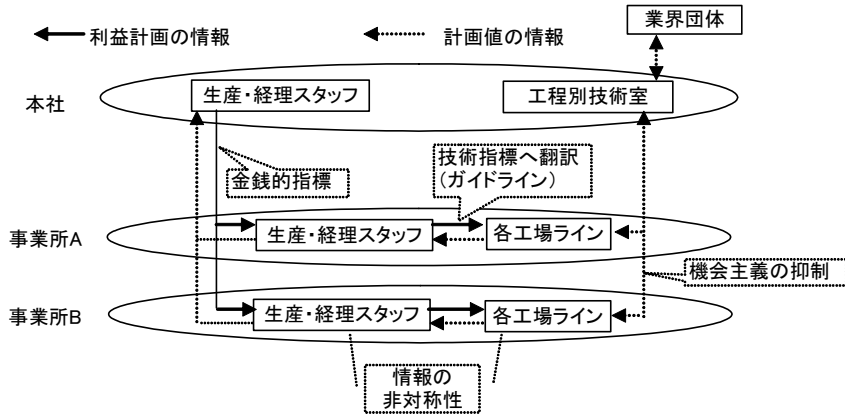 業界団体
利益計画の情報
計画値の情報
本社
生産・経理スタッフ
工程別技術室
金銭的指標
技術指標へ翻訳
(ガイドライン)
事業所A
生産・経理スタッフ
各工場ライン
機会主義の抑制
事業所B
生産・経理スタッフ
各工場ライン
情報の
非対称性